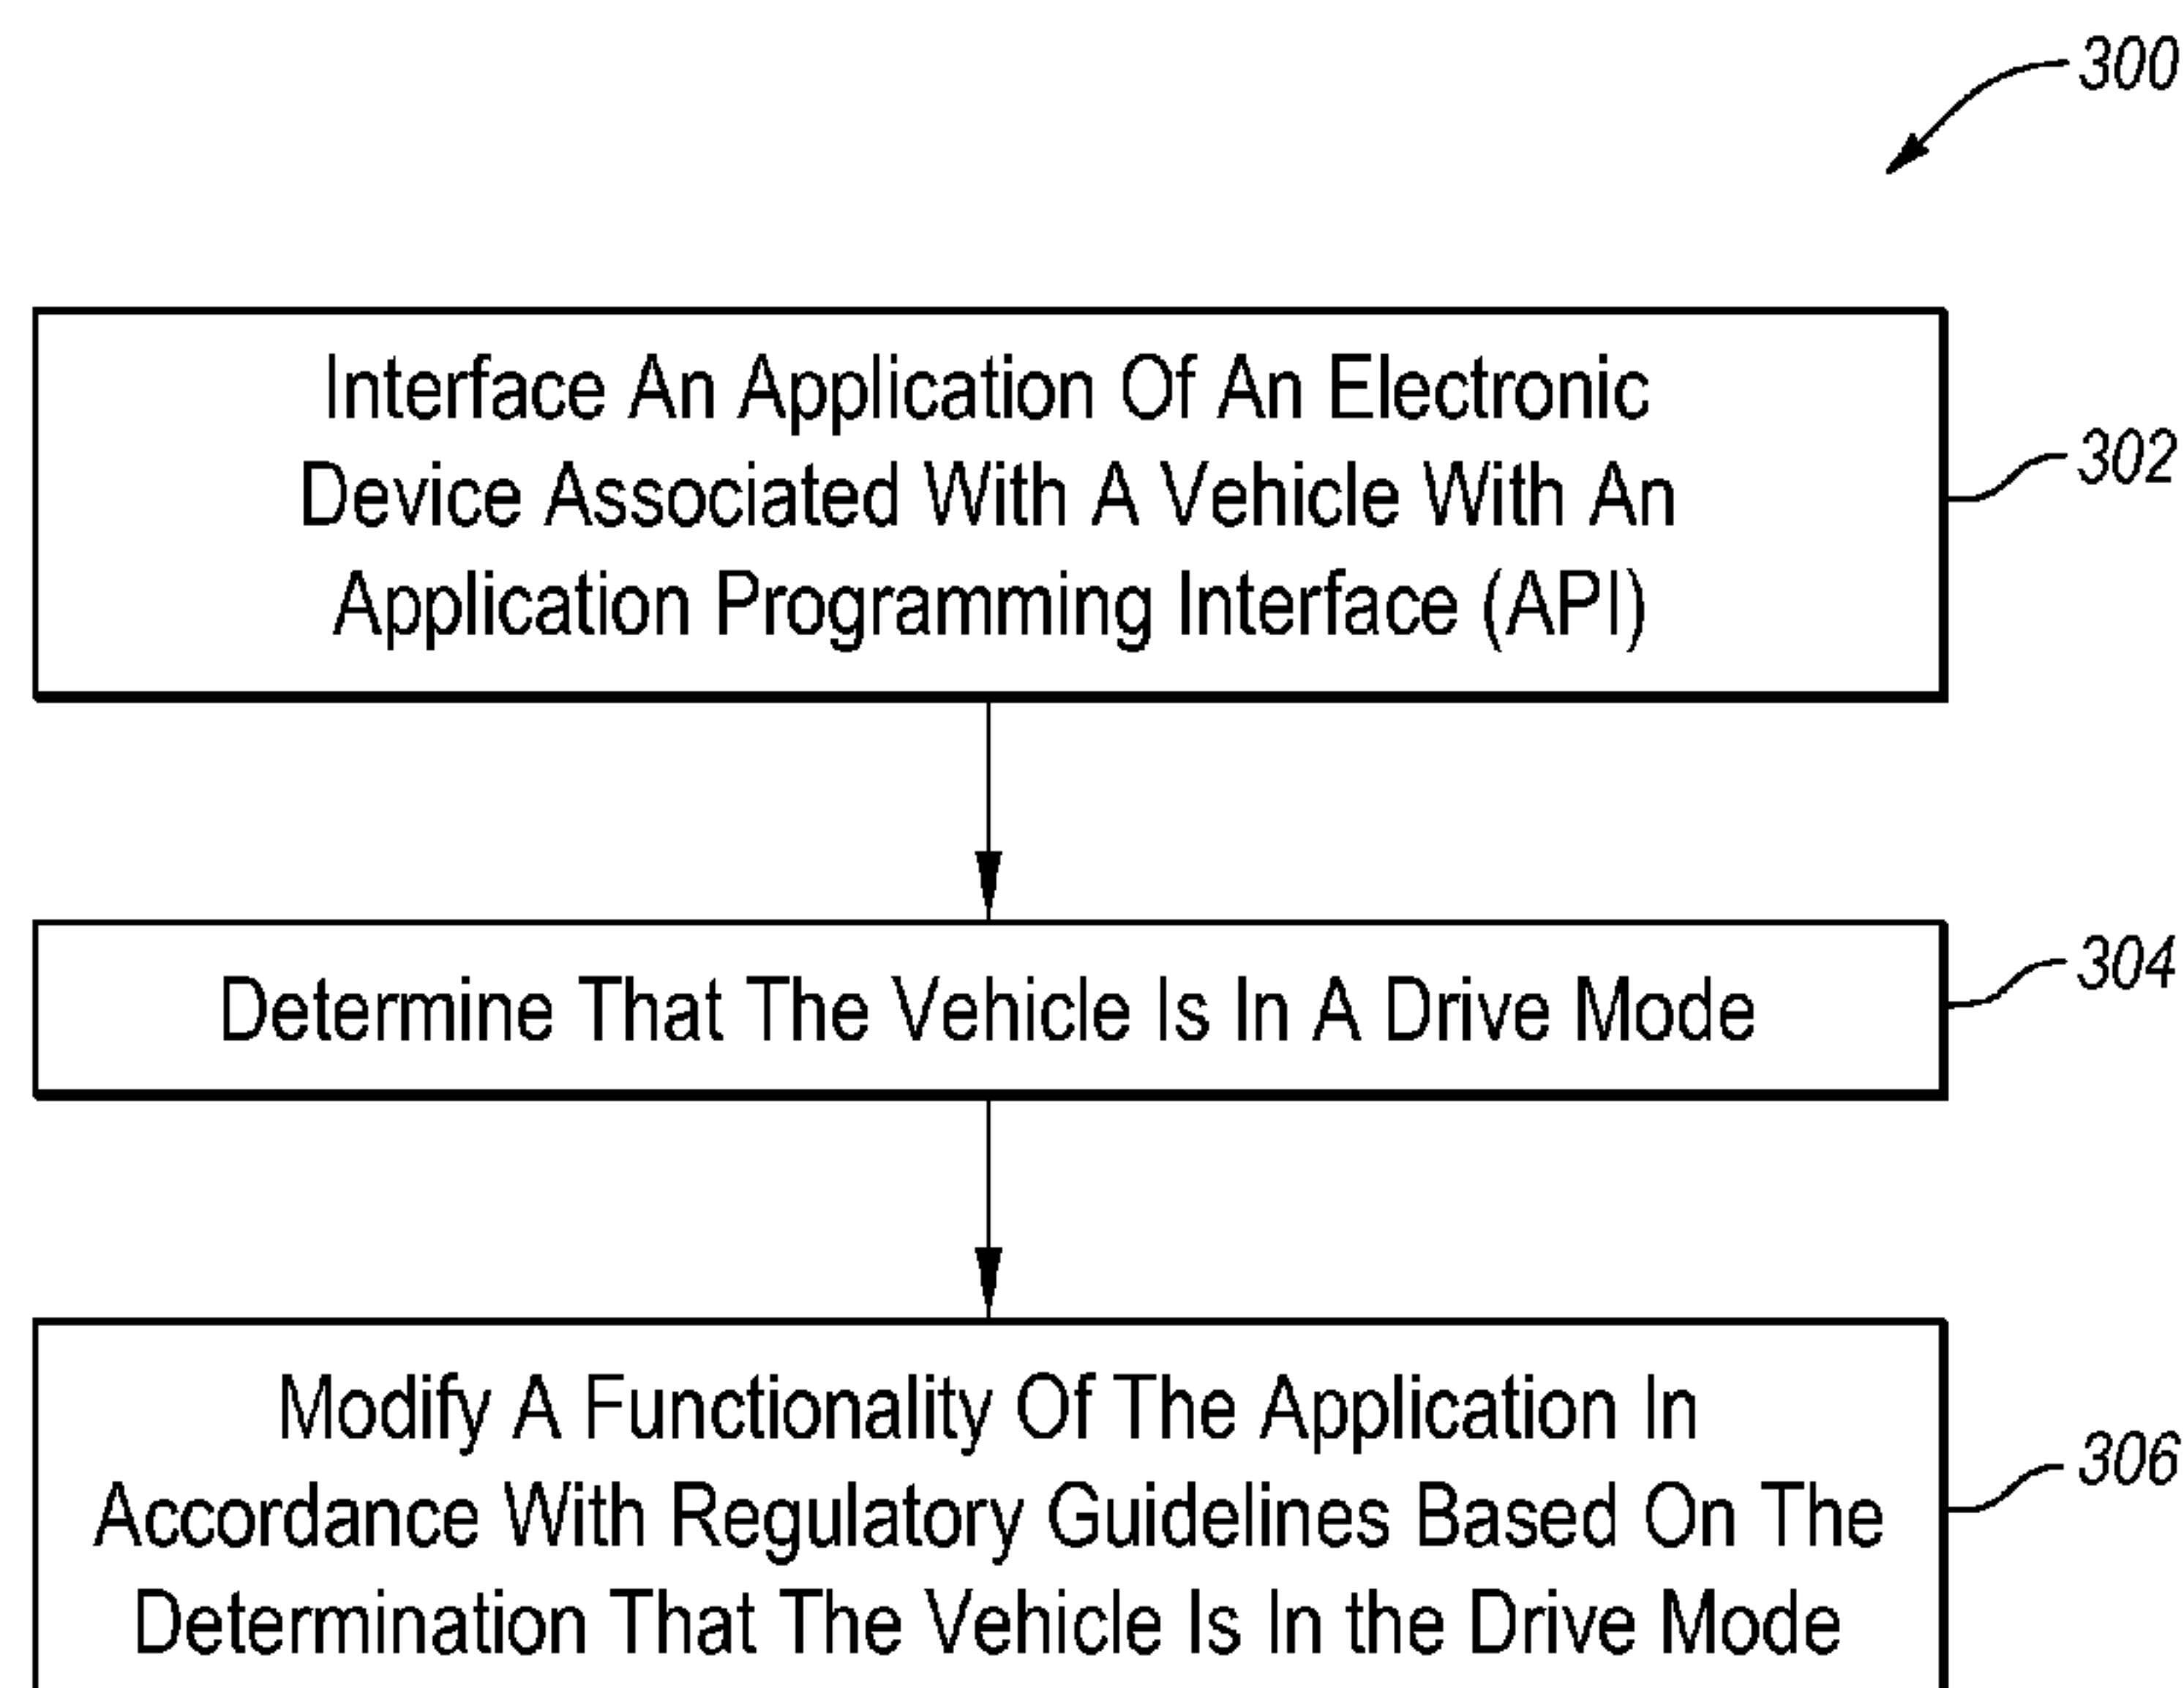 300
Interface An Application Of An Electronic
Device Associated With A Vehicle With An
Application Programming Interface (API)
302
Determine That The Vehicle Is In A Drive Mode
304
Modify A Functionality Of The Application In
Accordance With Regulatory Guidelines Based On The
Determination That The Vehicle Is In the Drive Mode
306